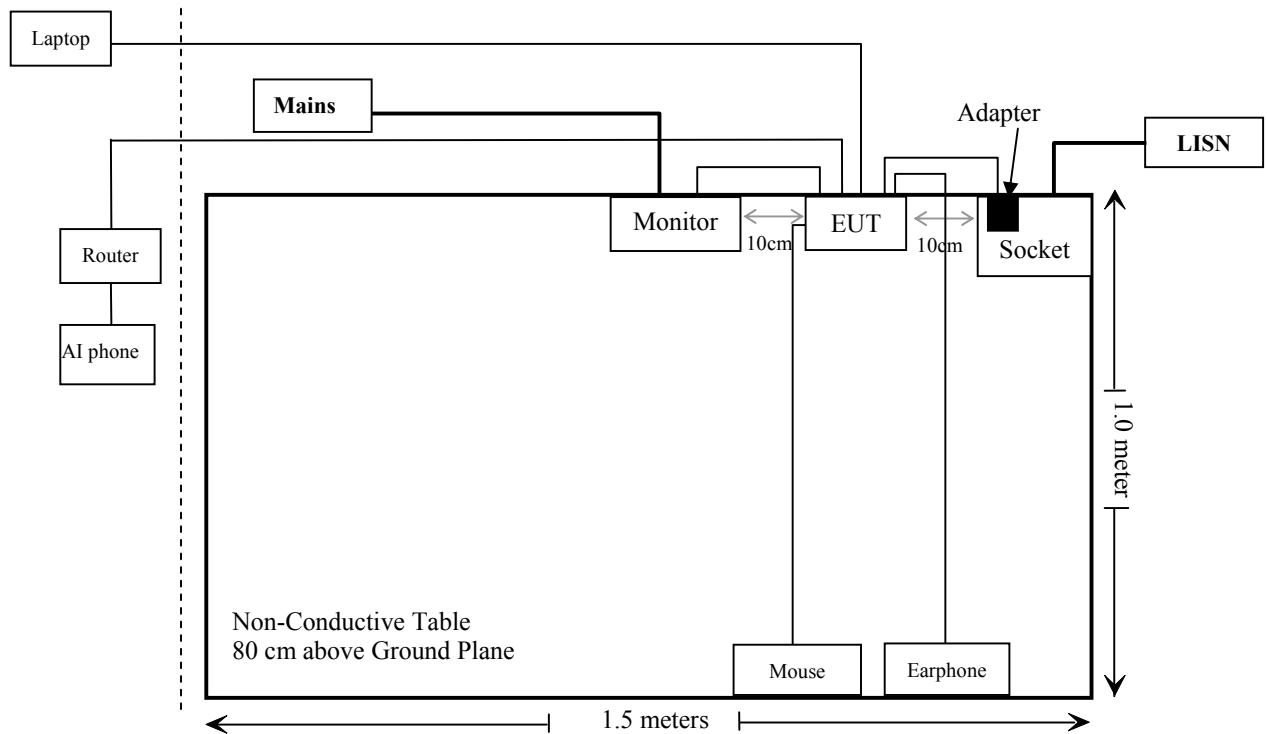 Laptop
Mains
Adapter
LISN
Monitor
EUT
10cm
10cm
Socket
Router
AI phone
1.0 meter
Non-Conductive Table
80 cm above Ground Plane
Mouse
Earphone
1.5 meters